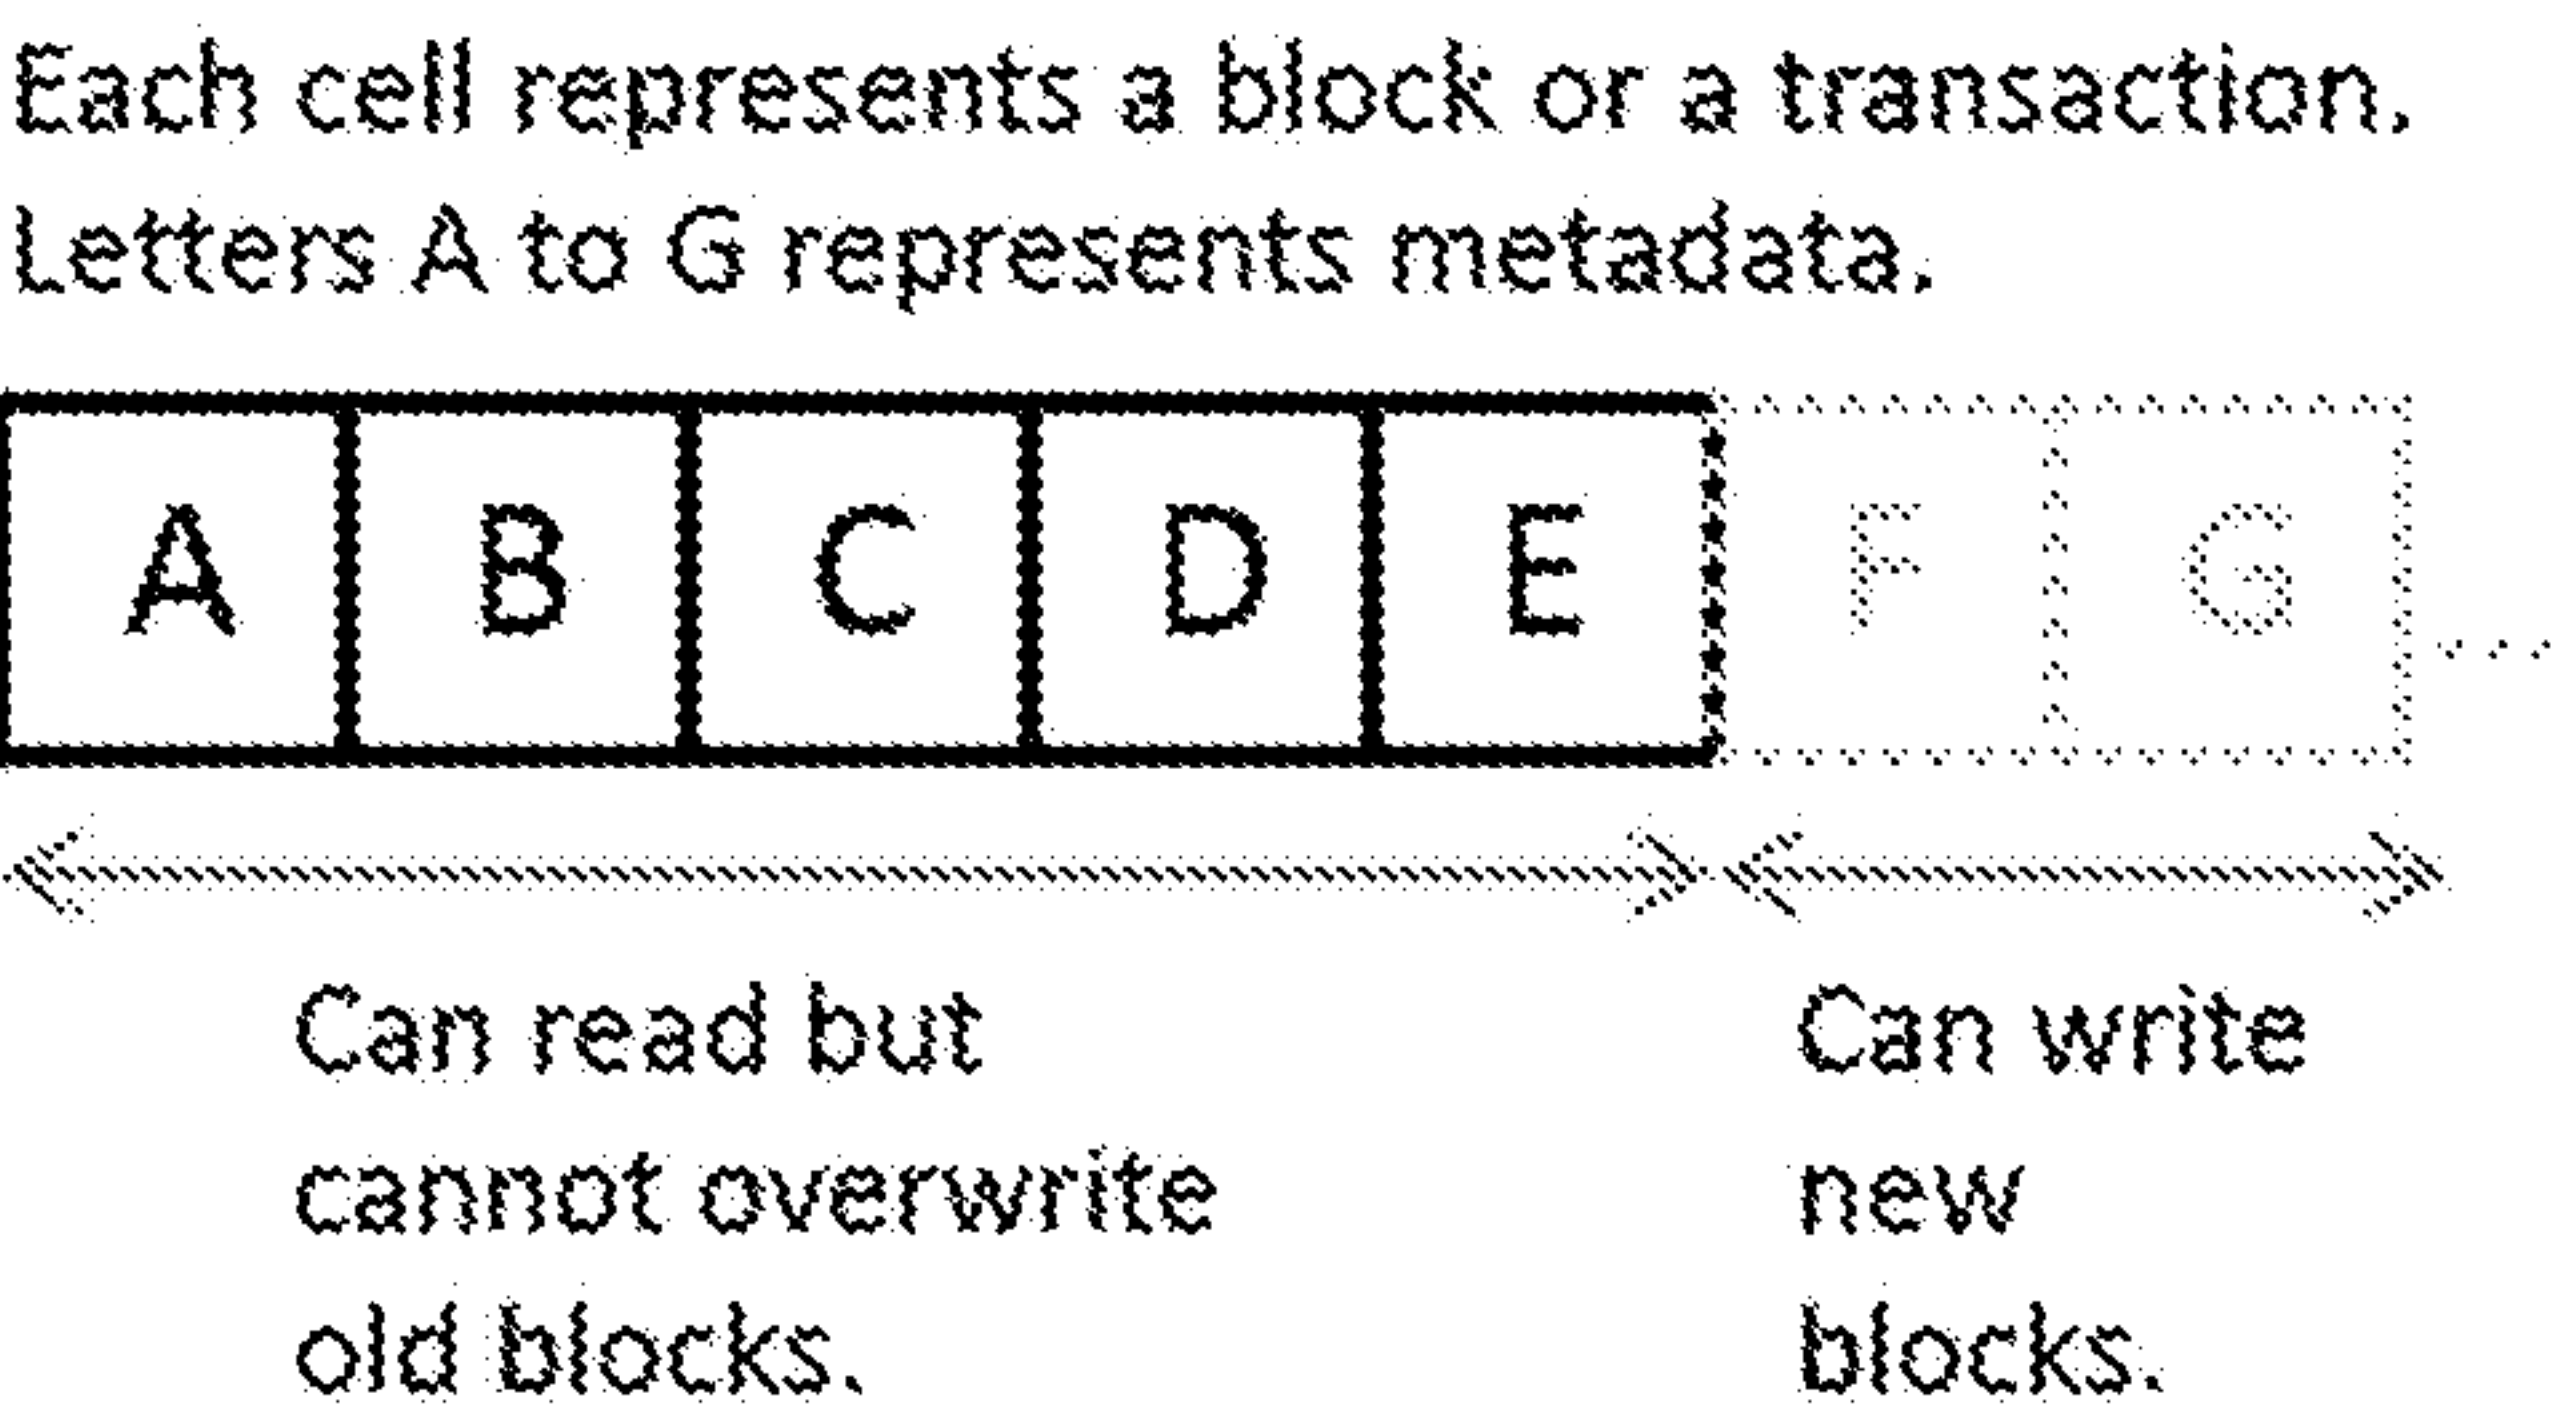 Each cell represents a block or a transaction.
Letters A to G represents metadata.
A B C D E F G ...
Can read but
cannot overwrite
old blocks.
Can write
new
blocks.